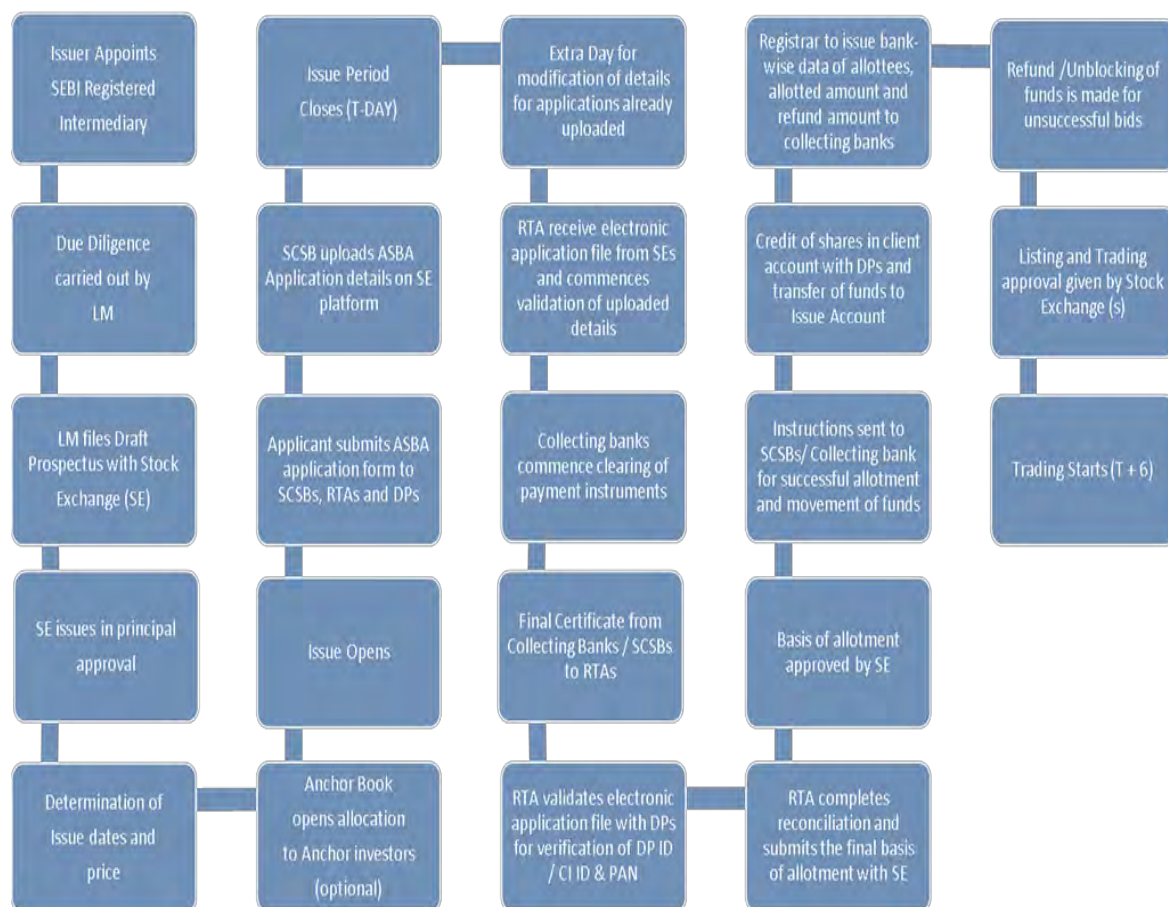 Issuer Appoints
SEBI Registered
Intermediary
Due Diligence
carried out by
LM
LM files Draft
Prospectus with Stock
Exchange (SE)
SE issues in principal
approval
Determination of
Issue dates and
price
Anchor Book
opens allocation
to Anchor investors
(optional)
Issue Opens
Applicant submits ASBA
application form to
SCSBs, RTAs and DPs
SCSB uploads ASBA
Application details on SE
platform
Issue Period
Closes (T-DAY)
Extra Day for
modification of details
for applications already
uploaded
RTA receive electronic
application file from SEs
and commences
validation of uploaded
details
Collecting banks
commence clearing of
payment instruments
Final Certificate from
Collecting Banks / SCSBs
to RTAs
RTA validates electronic
application file with DPs
for verification of DP ID
/ CI ID & PAN
RTA completes
reconciliation and
submits the final basis
of allotment with SE
Basis of allotment
approved by SE
Instructions sent to
SCSBs/ Collecting bank
for successful allotment
and movement of funds
Credit of shares in client
account with DPs and
transfer of funds to
Issue Account
Registrar to issue bank-
wise data of allottees,
allotted amount and
refund amount to
collecting banks
Refund /Unblocking of
funds is made for
unsuccessful bids
Listing and Trading
approval given by Stock
Exchange (s)
Trading Starts (T + 6)